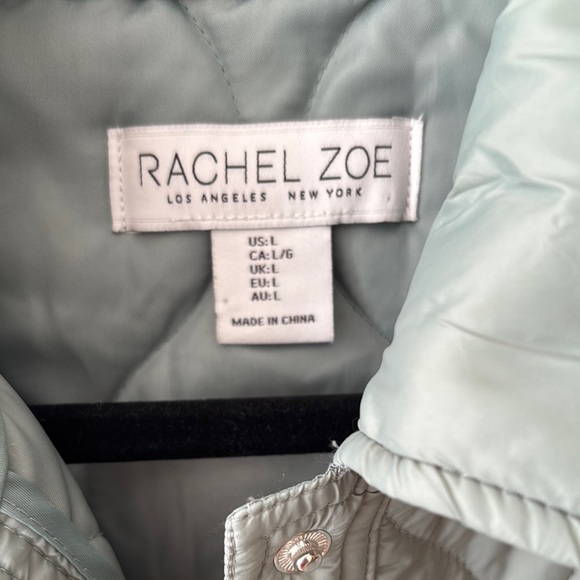 RACHEL ZOE
LOS ANGELES NEW YORK
US: L
CA: L/G
UK: L
EU: L
AU: L
MADE IN CHINA